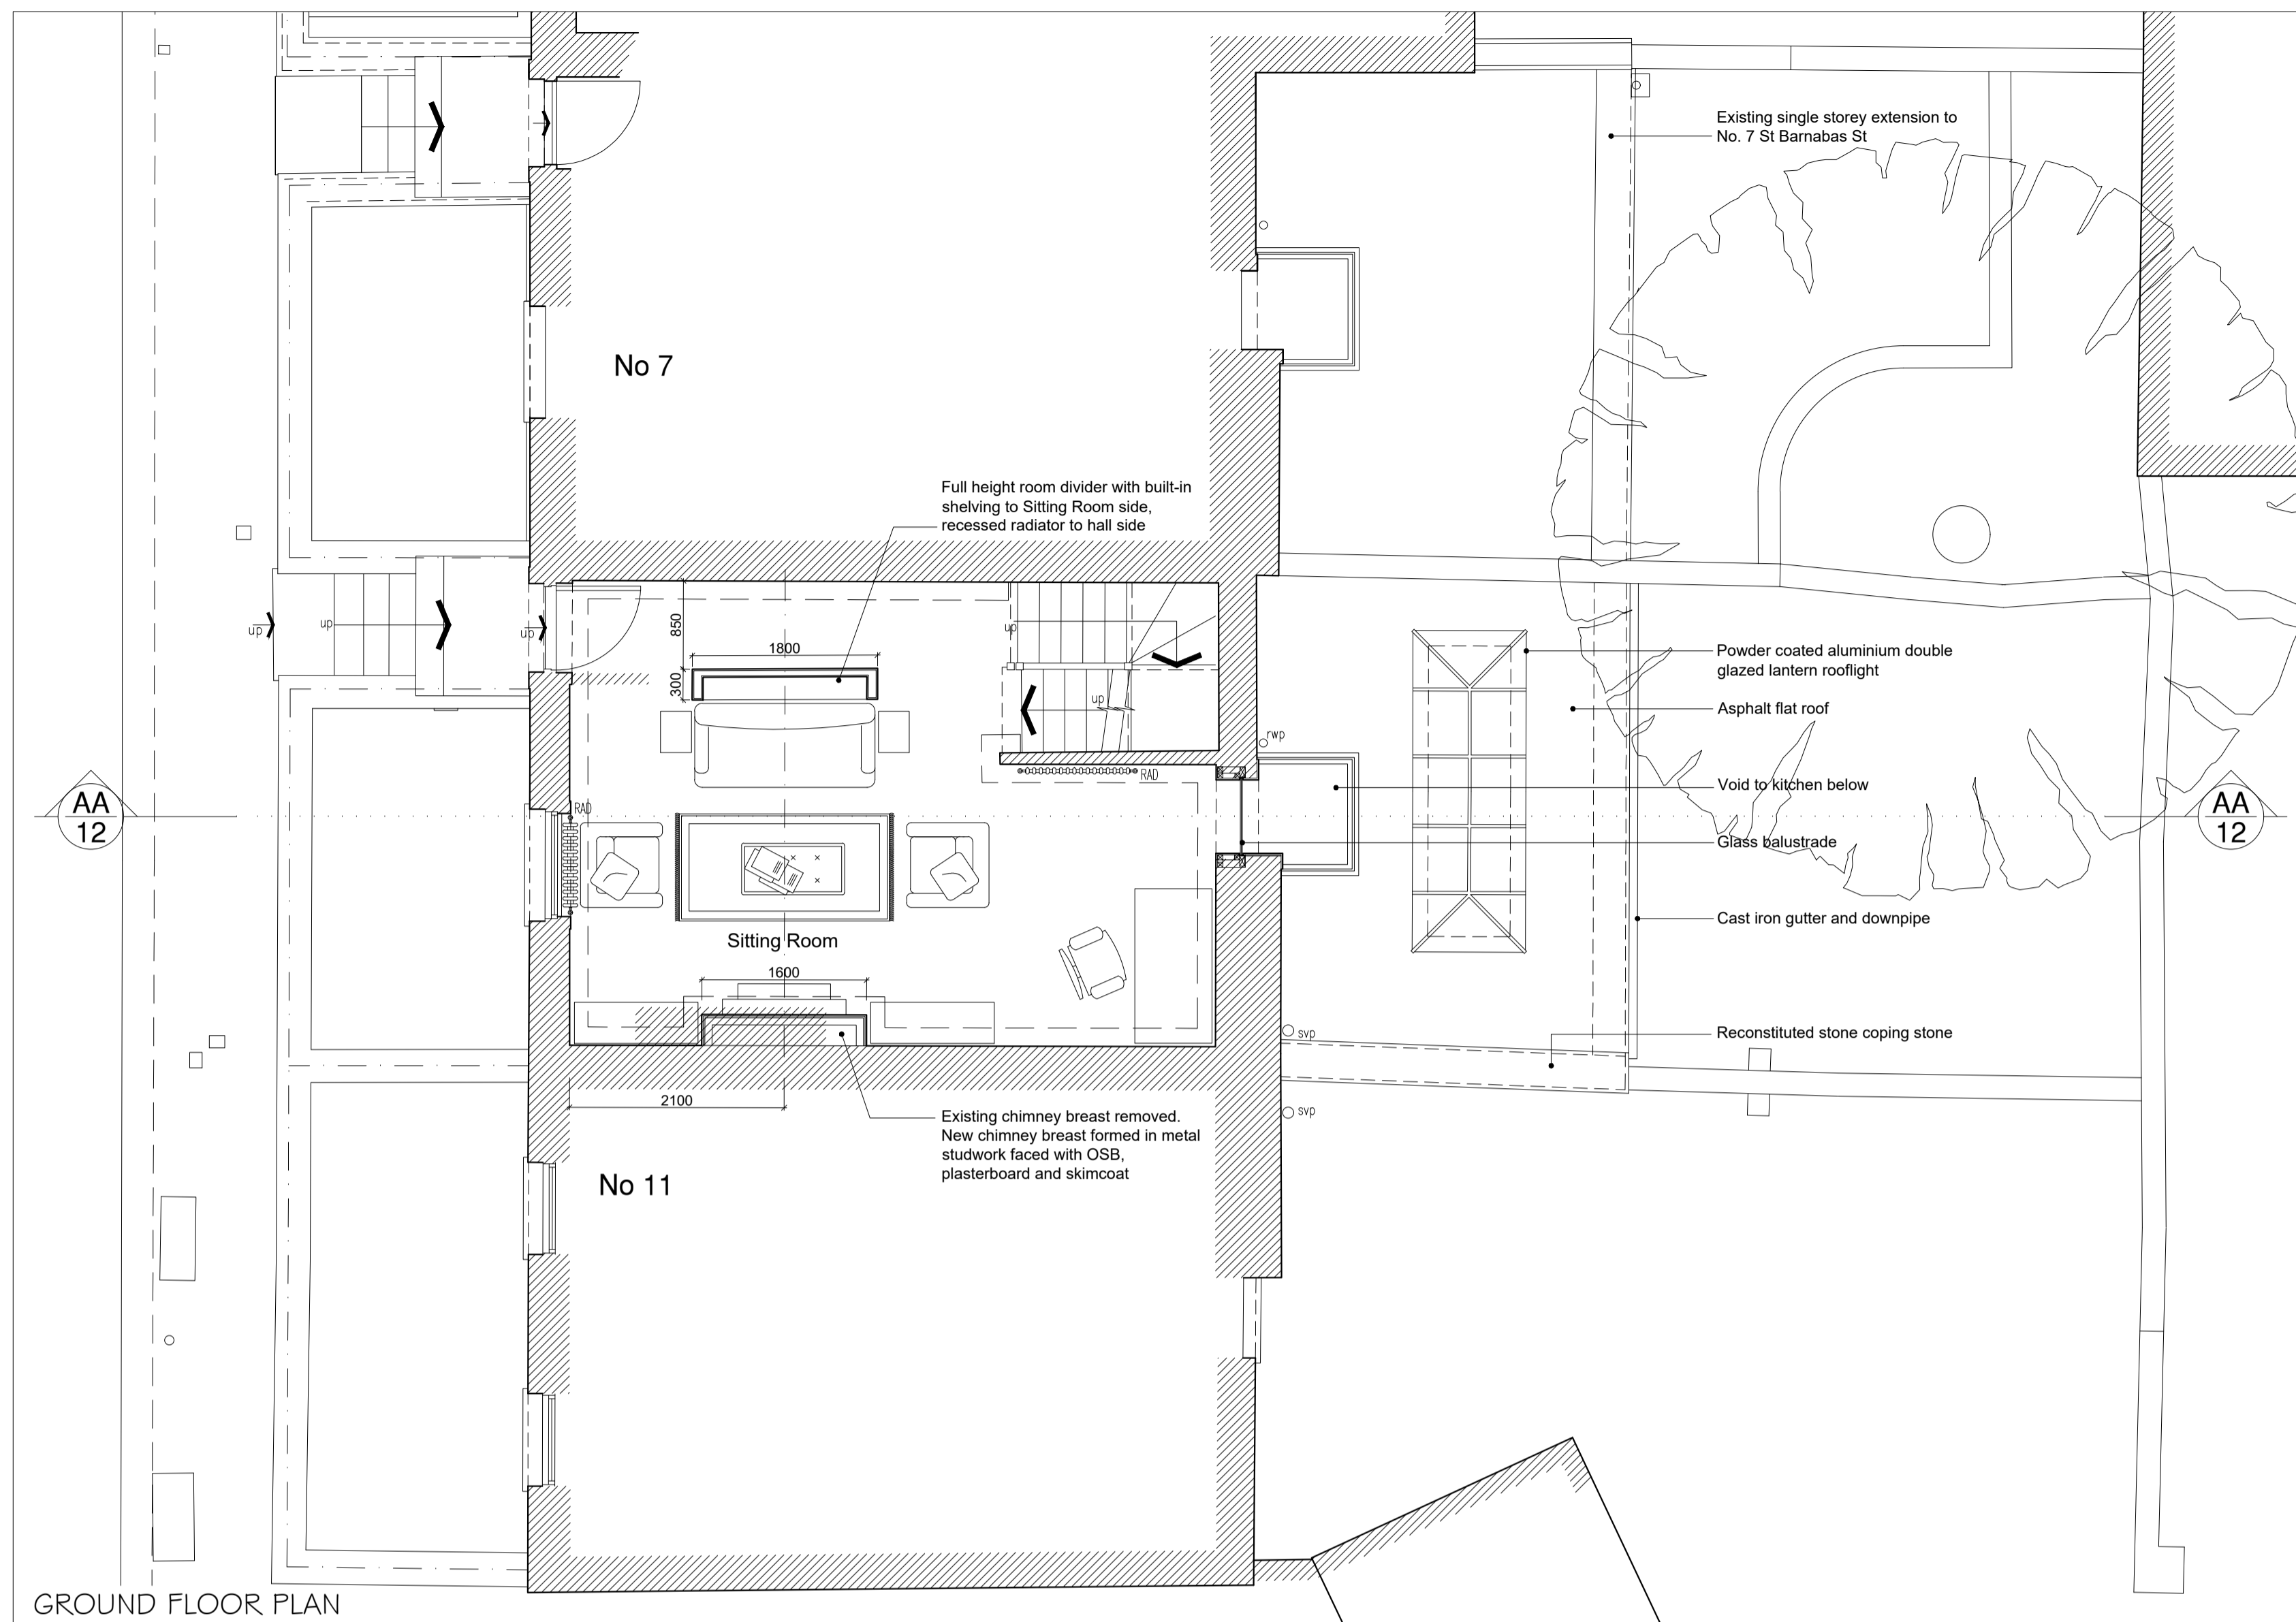 Existing single storey extension to
No. 7 St Barnabas St
No 7
Full height room divider with built-in
shelving to Sitting Room side,
recessed radiator to hall side
850
1800
300
up
up
up
up
up
Powder coated aluminium double
glazed lantern rooflight
Asphalt flat roof
rwp
RAD
Void to kitchen below
RAD
AA
12
AA
12
Glass balustrade
Cast iron gutter and downpipe
Sitting Room
1600
svp
Reconstituted stone coping stone
2100
svp
Existing chimney breast removed.
New chimney breast formed in metal
studwork faced with OSB,
plasterboard and skimcoat
No 11
GROUND FLOOR PLAN